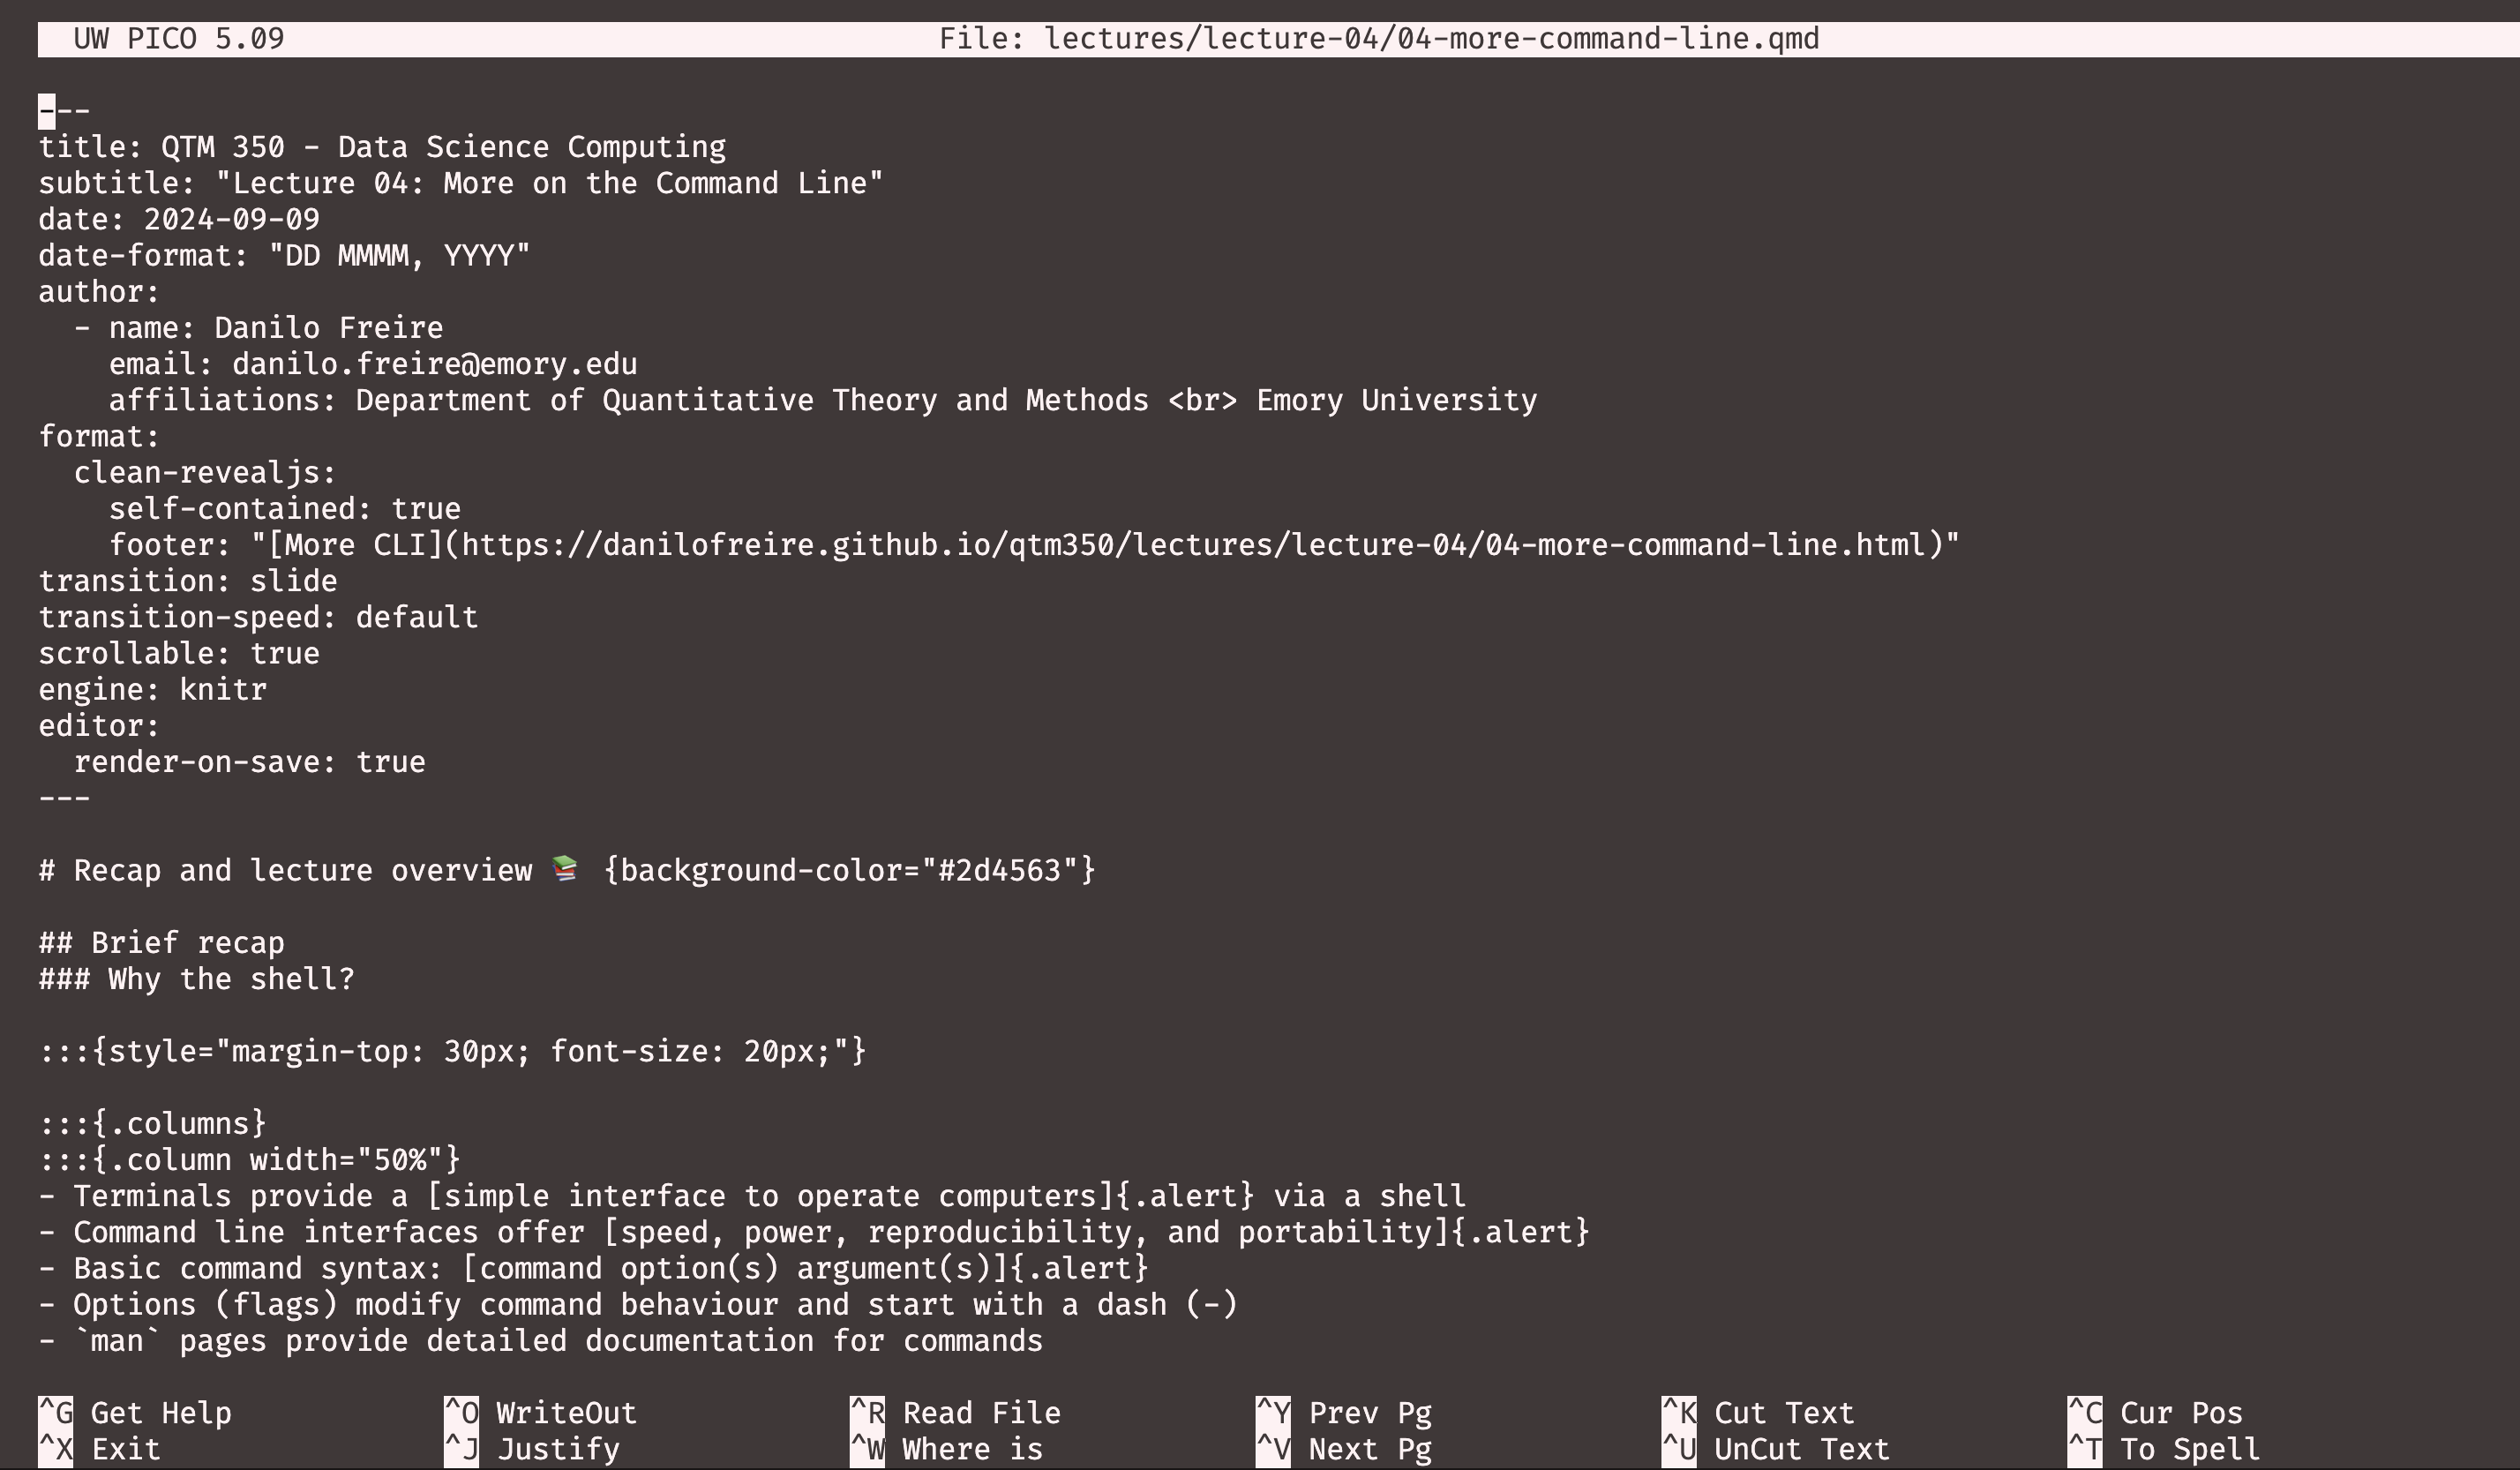 UW PICO 5.09 File: lectures/lecture-04/04-more-command-line.qmd
---
title: QTM 350 - Data Science Computing
subtitle: "Lecture 04: More on the Command Line"
date: 2024-09-09
date-format: "DD MMMM, YYYY"
author:
  - name: Danilo Freire
    email: danilo.freire@emory.edu
    affiliations: Department of Quantitative Theory and Methods <br> Emory University
format:
  clean-revealjs:
    self-contained: true
    footer: "[More CLI](https://danilofreire.github.io/qtm350/lectures/lecture-04/04-more-command-line.html)"
transition: slide
transition-speed: default
scrollable: true
engine: knitr
editor:
  render-on-save: true
---
# Recap and lecture overview 📚 {background-color="#2d4563"}
## Brief recap
### Why the shell?
:::{style="margin-top: 30px; font-size: 20px;"}
:::{.columns}
:::{.column width="50%"}
- Terminals provide a [simple interface to operate computers]{.alert} via a shell
- Command line interfaces offer [speed, power, reproducibility, and portability]{.alert}
- Basic command syntax: [command option(s) argument(s)]{.alert}
- Options (flags) modify command behaviour and start with a dash (-)
- `man` pages provide detailed documentation for commands
^G Get Help ^O WriteOut ^R Read File ^Y Prev Pg ^K Cut Text ^C Cur Pos
^X Exit ^J Justify ^W Where is ^V Next Pg ^U UnCut Text ^T To Spell